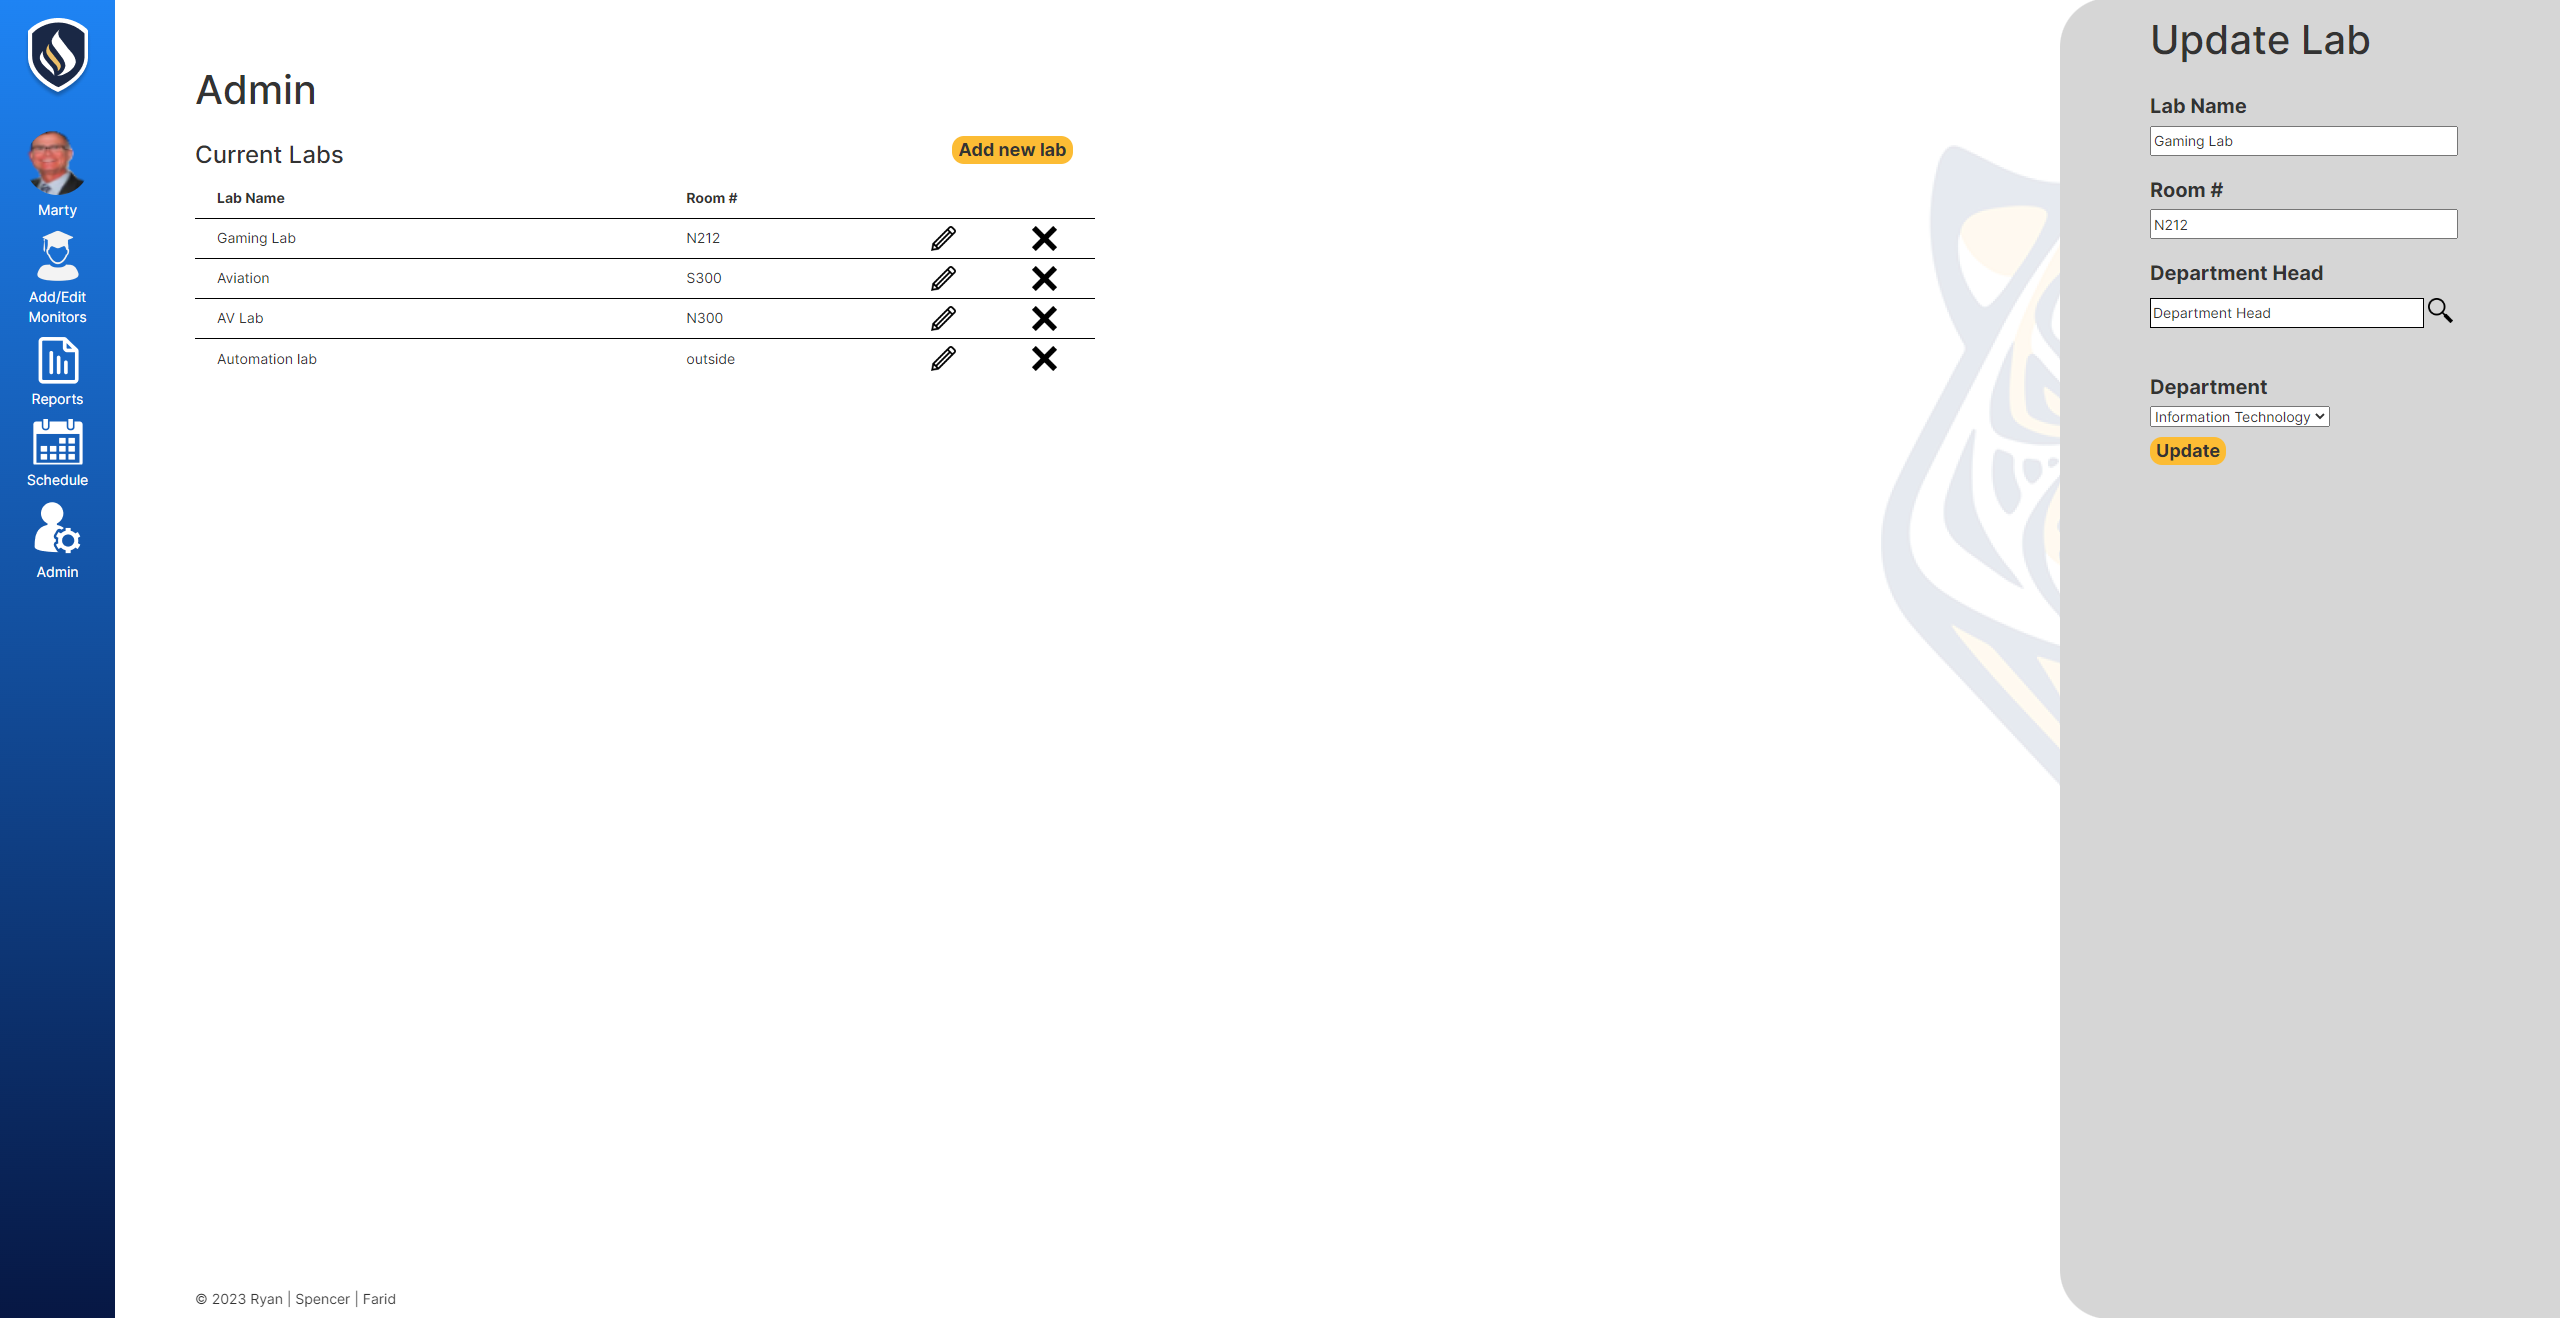 Marty
Add/Edit
Monitors
Reports
Schedule
Admin
Admin
Current Labs
Add new lab
Lab Name Room #
Gaming Lab N212
Aviation S300
AV Lab N300
Automation lab outside
© 2023 Ryan | Spencer | Farid
Update Lab
Lab Name
Gaming Lab
Room #
N212
Department Head
Department Head
Department
Information Technology
Update